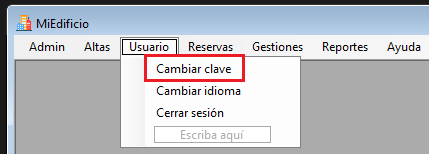 MiEdificio
Admin Altas Usuario Reservas Gestiones Reportes Ayuda
Cambiar clave
Cambiar idioma
Cerrar sesión
Escriba aquí